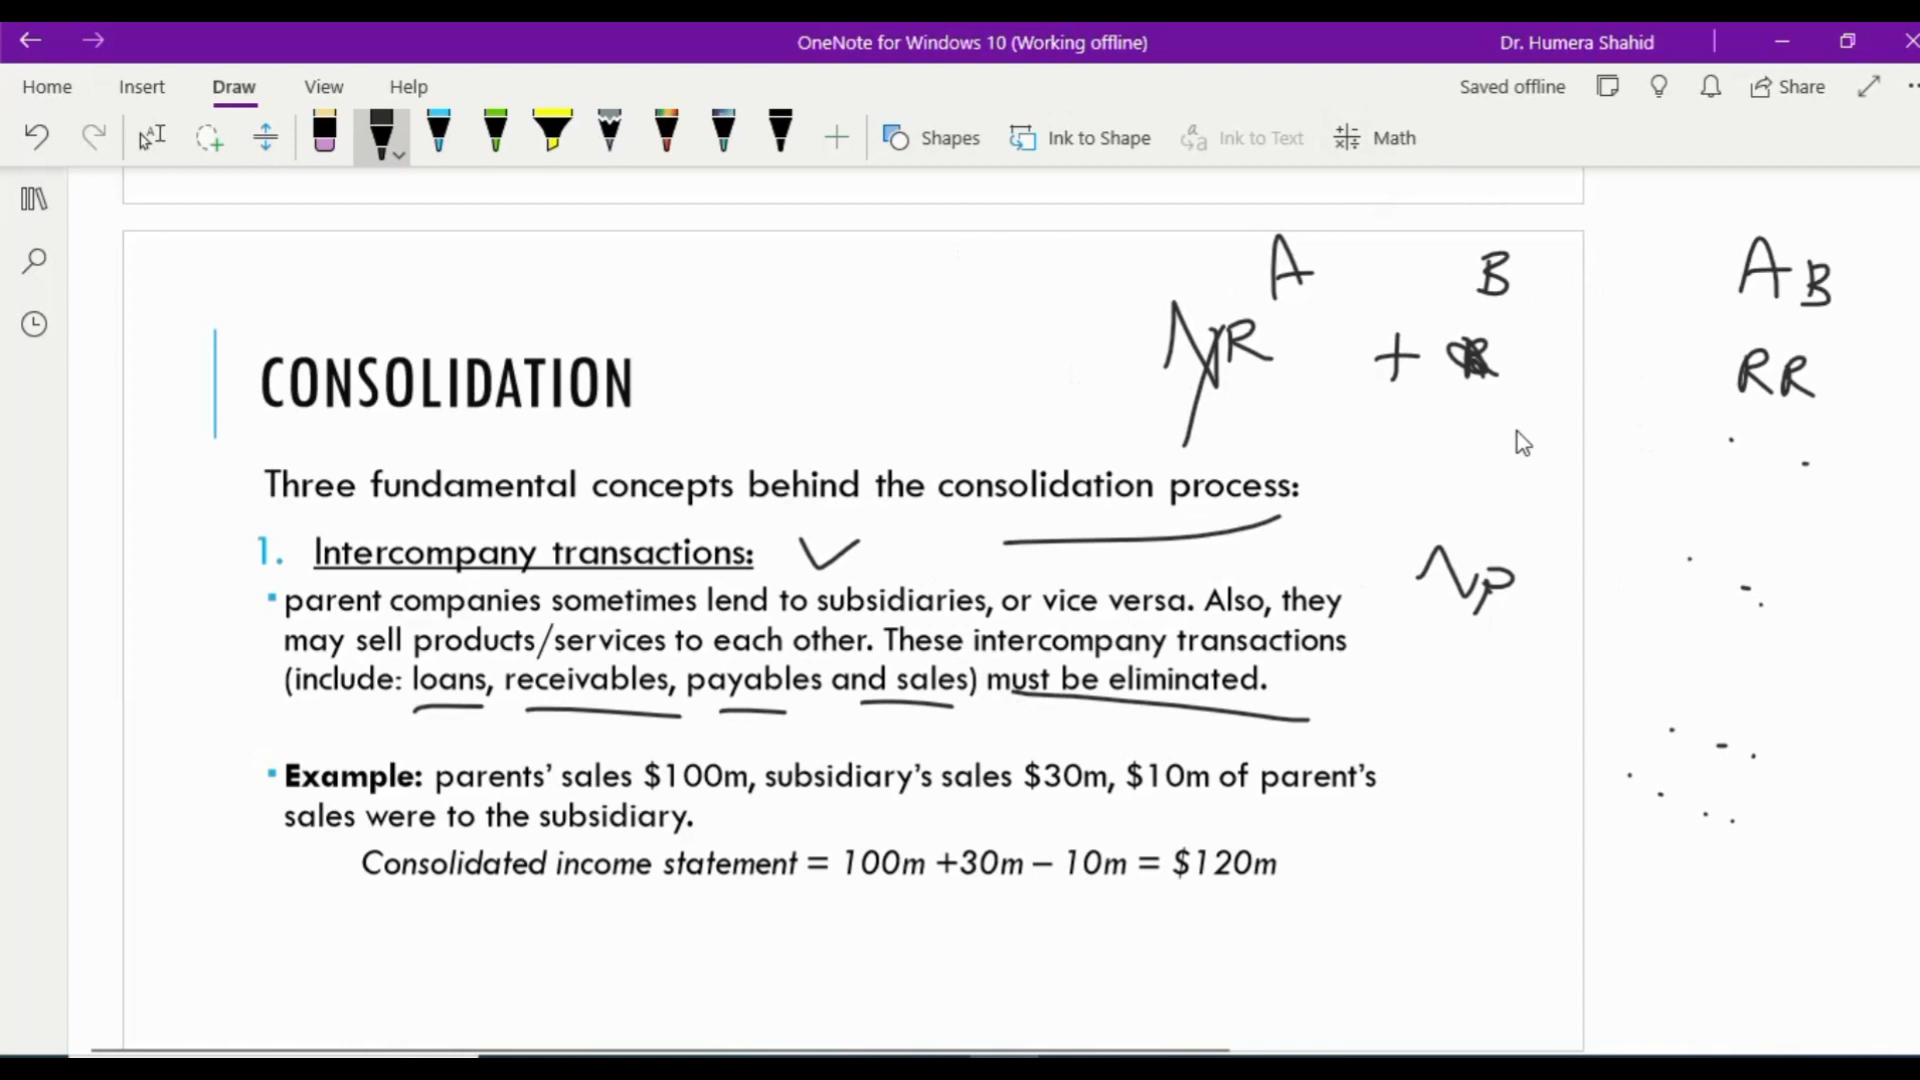 OneNote for Windows 10 (Working offline)
Dr. Humera Shahid
Home Insert Draw View Help
Saved offline Share
Shapes Ink to Shape Ink to Text Math
A B
A B
R
+
R R
CONSOLIDATION
Three fundamental concepts behind the consolidation process:
1. Intercompany transactions:
NP
▪ parent companies sometimes lend to subsidiaries, or vice versa. Also, they
may sell products/services to each other. These intercompany transactions
(include: loans, receivables, payables and sales) must be eliminated.
▪ Example: parents’ sales $100m, subsidiary’s sales $30m, $10m of parent’s
sales were to the subsidiary.
Consolidated income statement = 100m +30m – 10m = $120m